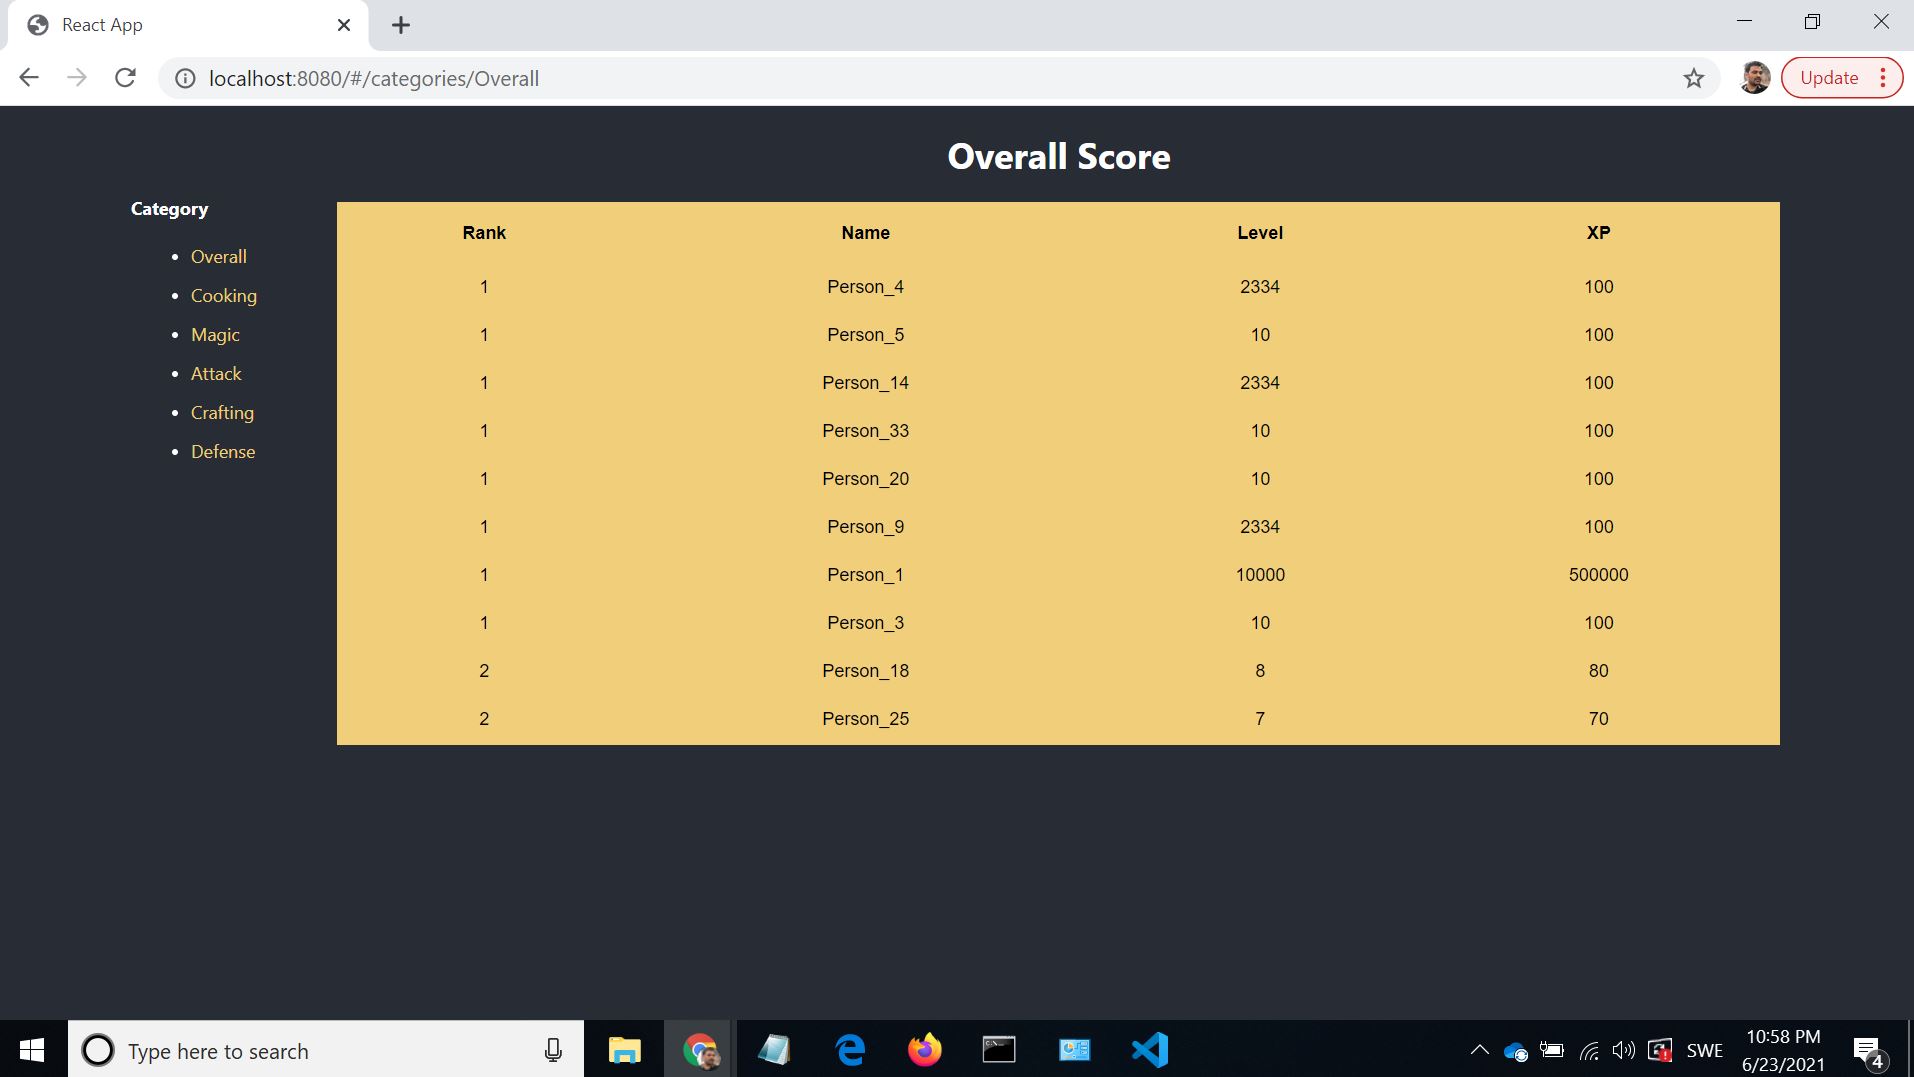 React App
localhost:8080/#/categories/Overall
Update
Overall Score
Category
Overall
Cooking
Magic
Attack
Crafting
Defense
Rank Name Level XP
1 Person_4 2334 100
1 Person_5 10 100
1 Person_14 2334 100
1 Person_33 10 100
1 Person_20 10 100
1 Person_9 2334 100
1 Person_1 10000 500000
1 Person_3 10 100
2 Person_18 8 80
2 Person_25 7 70
Type here to search
SWE
10:58 PM
6/23/2021
4